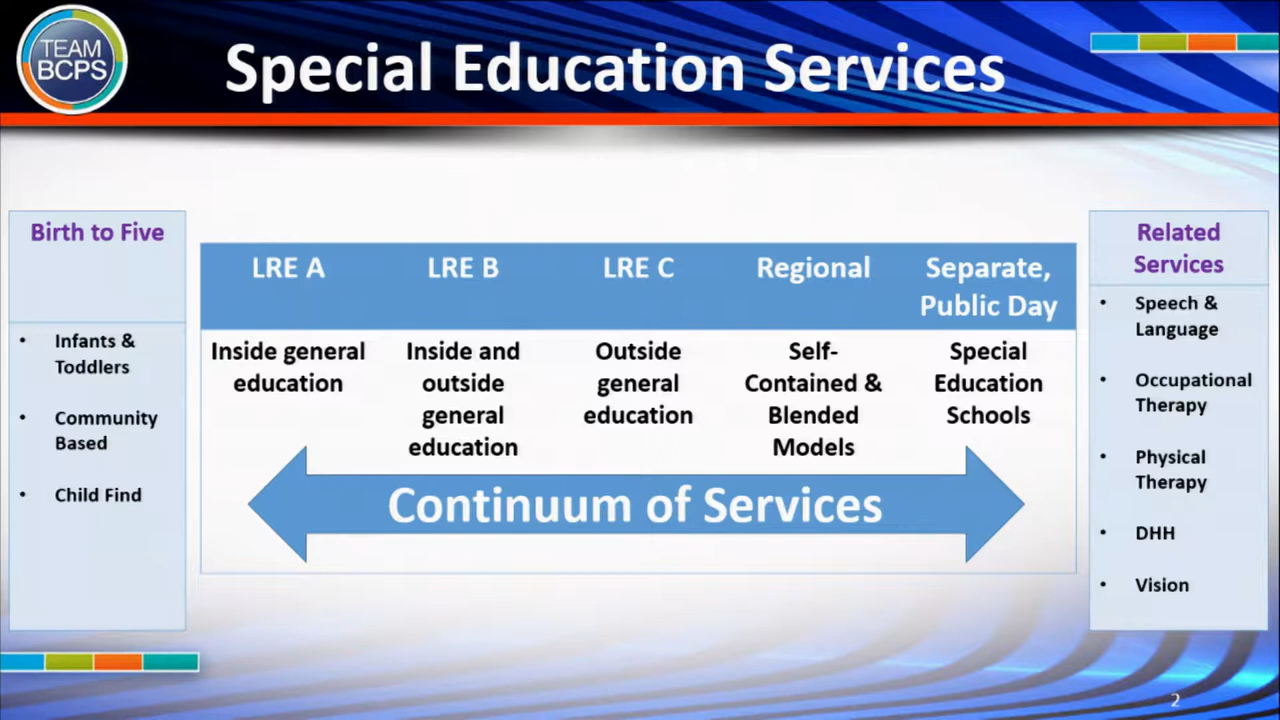 TEAM
BCPS
Special Education Services
Birth to Five
• Infants &
Toddlers
• Community
Based
• Child Find
LRE A
LRE B
LRE C
Regional
Separate,
Public Day
Inside general
education
Inside and
outside
general
education
Outside
general
education
Self-
Contained &
Blended
Models
Special
Education
Schools
Continuum of Services
Related
Services
• Speech &
Language
• Occupational
Therapy
• Physical
Therapy
• DHH
• Vision
2